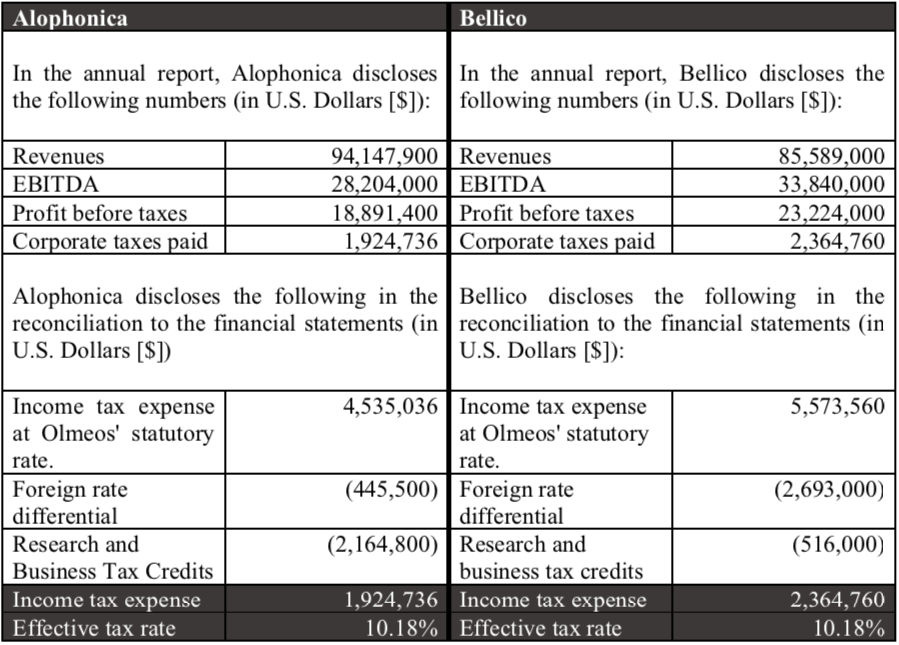 Alophonica
In the annual report, Alophonica discloses
the following numbers (in U.S. Dollars [$]):
Revenues 94,147,900
EBITDA 28,204,000
Profit before taxes 18,891,400
Corporate taxes paid 1,924,736
Alophonica discloses the following in the
reconciliation to the financial statements (in
U.S. Dollars [$])
Income tax expense 4,535,036
at Olmeos' statutory
rate.
Foreign rate (445,500)
differential
Research and (2,164,800)
Business Tax Credits
Income tax expense 1,924,736
Effective tax rate 10.18%
Bellico
In the annual report, Bellico discloses the
following numbers (in U.S. Dollars [$]):
Revenues 85,589,000
EBITDA 33,840,000
Profit before taxes 23,224,000
Corporate taxes paid 2,364,760
Bellico discloses the following in the
reconciliation to the financial statements (in
U.S. Dollars [$]):
Income tax expense 5,573,560
at Olmeos' statutory
rate.
Foreign rate (2,693,000)
differential
Research and (516,000)
business tax credits
Income tax expense 2,364,760
Effective tax rate 10.18%